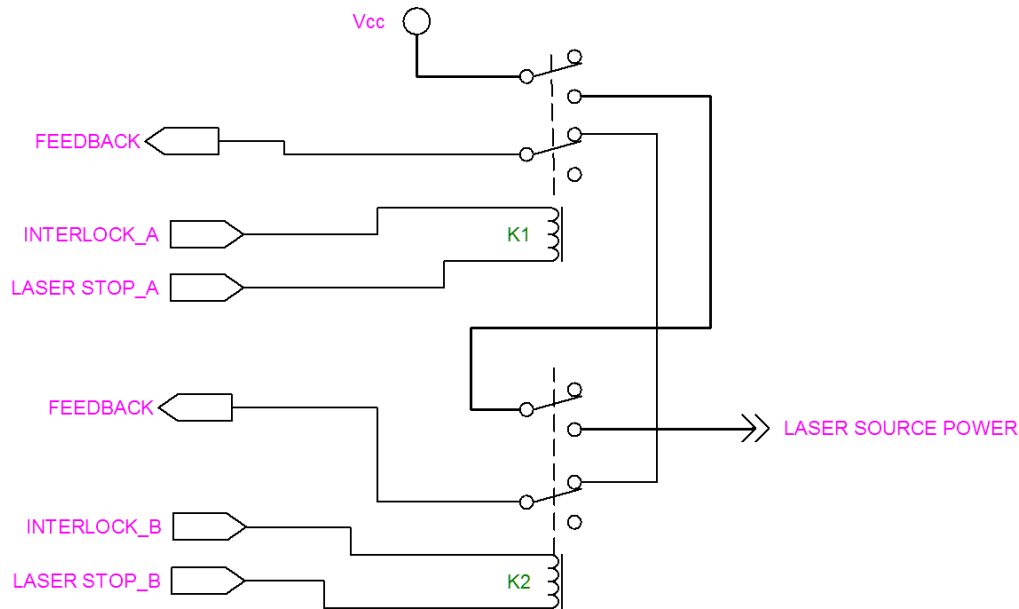 Vcc
FEEDBACK
INTERLOCK_A
K1
LASER STOP_A
FEEDBACK
LASER SOURCE POWER
INTERLOCK_B
LASER STOP_B
K2